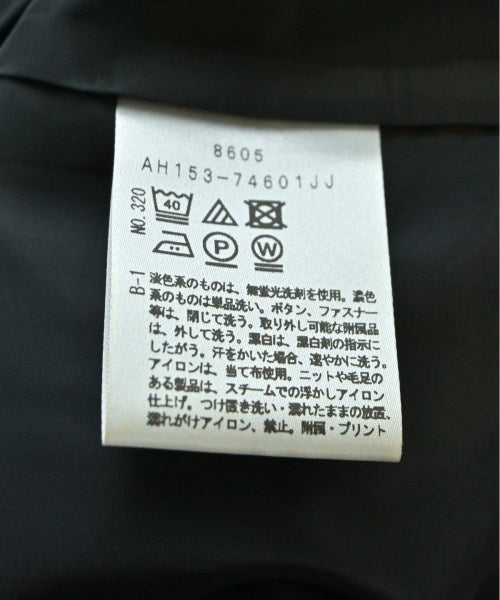 8605
AH153-74601JJ
NO.320
40
P
W
B-1
淡色系のものは、無蛍光洗剤を使用。濃色
系のものは単品洗い。ボタン、ファスナー
等は、閉じて洗う。取り外し可能な附属品
は、外して洗う。漂白は、漂白剤の指示に
したがう。汗をかいた場合、速やかに洗う。
アイロンは、当て布使用。ニットや毛足の
ある製品は、スチームでの浮かしアイロン
仕上げ。つけ置き洗い・濡れたままの放置、
濡れがけアイロン、禁止。附属・プリント